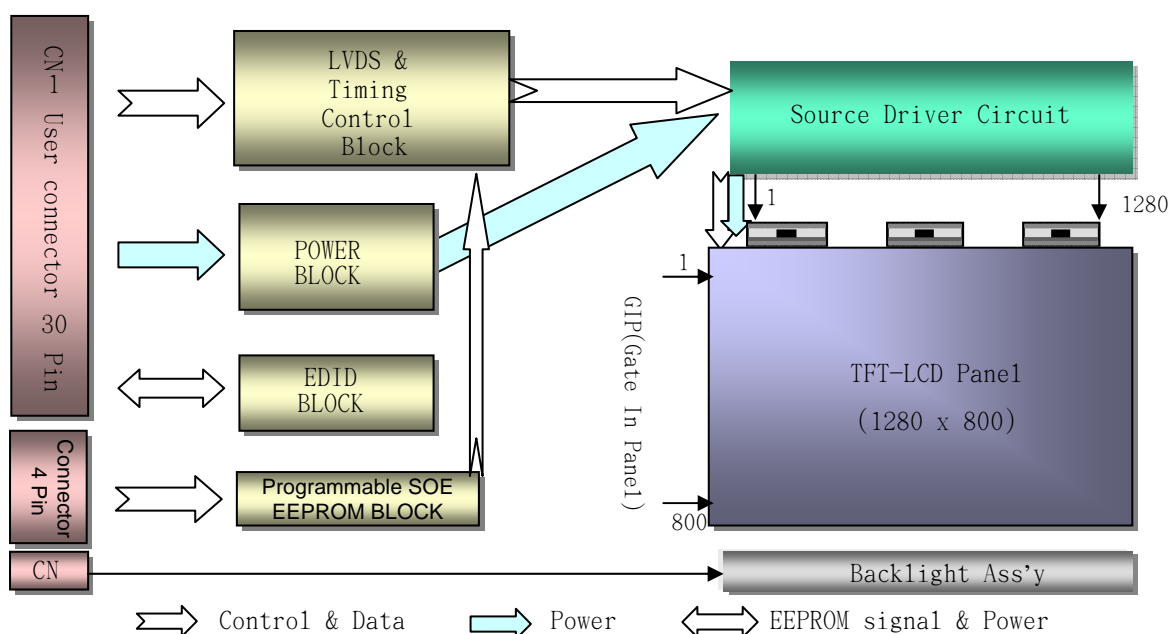 CN-1 User connector 30 Pin
LVDS &
Timing
Control
Block
Source Driver Circuit
1
1280
POWER
BLOCK
1
GIP(Gate In Panel)
TFT-LCD Panel
(1280 x 800)
EDID
BLOCK
Connector
4 Pin
Programmable SOE
EEPROM BLOCK
800
CN
Backlight Ass'y
Control & Data
Power
EEPROM signal & Power